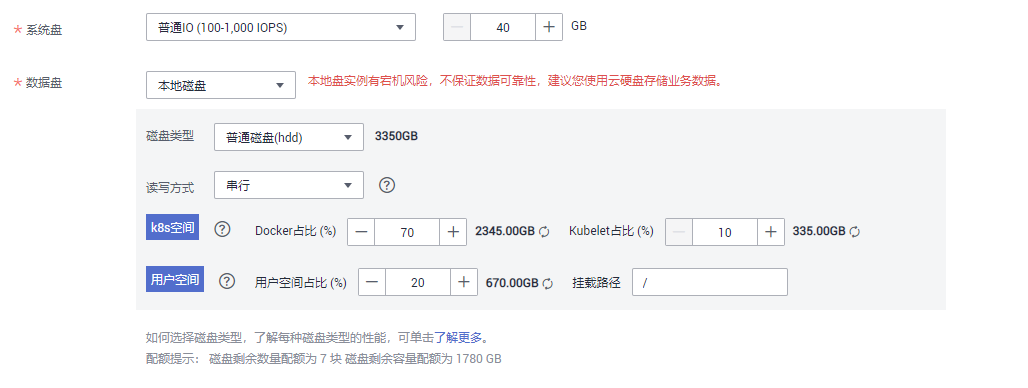 * 系统盘 普通IO (100-1,000 IOPS) 40 GB
* 数据盘 本地磁盘 本地盘实例有宕机风险，不保证数据可靠性，建议您使用云硬盘存储业务数据。
磁盘类型 普通磁盘(hdd) 3350GB
读写方式 串行
k8s空间 Docker占比 (%) 70 2345.00GB Kubelet占比 (%) 10 335.00GB
用户空间 用户空间占比 (%) 20 670.00GB 挂载路径 /
如何选择磁盘类型，了解每种磁盘类型的性能，可单击了解更多。
配额提示： 磁盘剩余数量配额为 7 块 磁盘剩余容量配额为 1780 GB